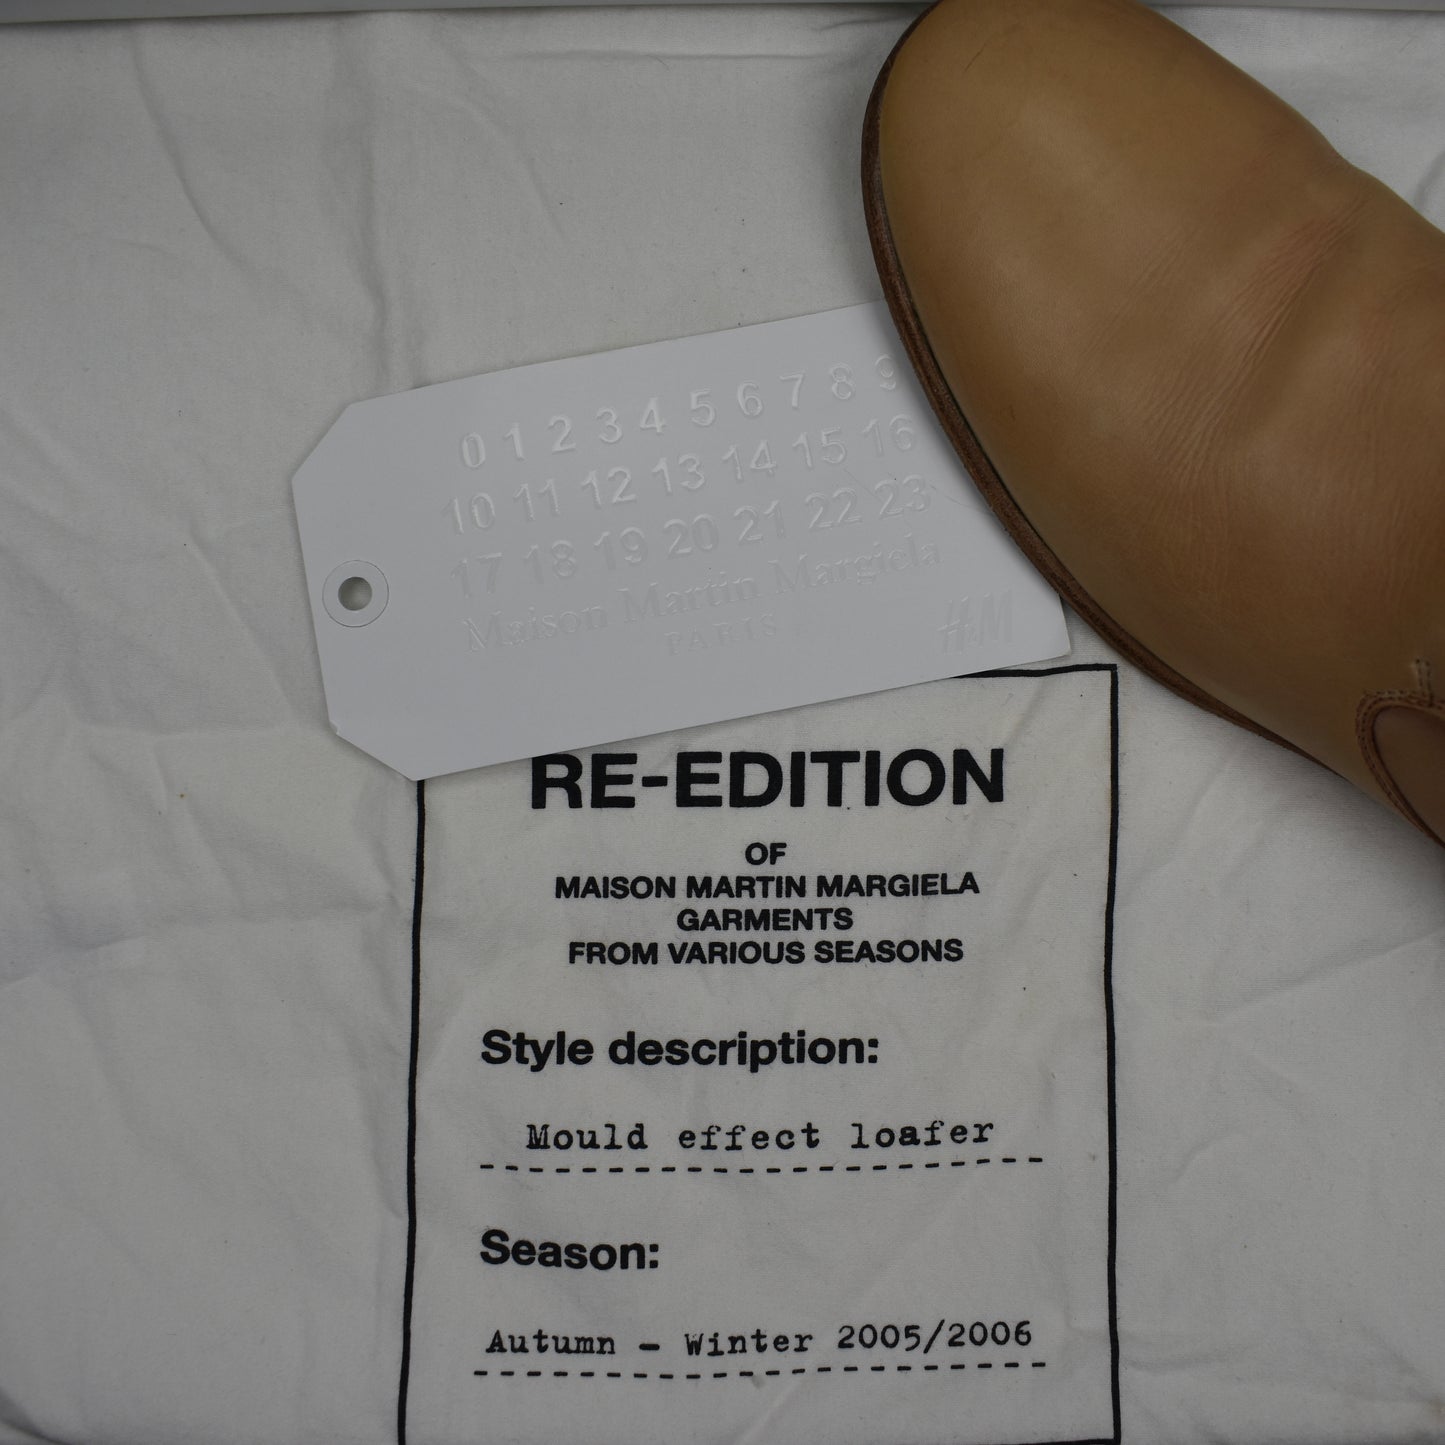 0 1 2 3 4 5 6 7 8 9
10 11 12 13 14 15 16
17 18 19 20 21 22 23
Maison Martin Margiela
PARIS
H&M
RE-EDITION
OF
MAISON MARTIN MARGIELA
GARMENTS
FROM VARIOUS SEASONS
Style description:
Mould effect loafer
Season:
Autumn - Winter 2005/2006